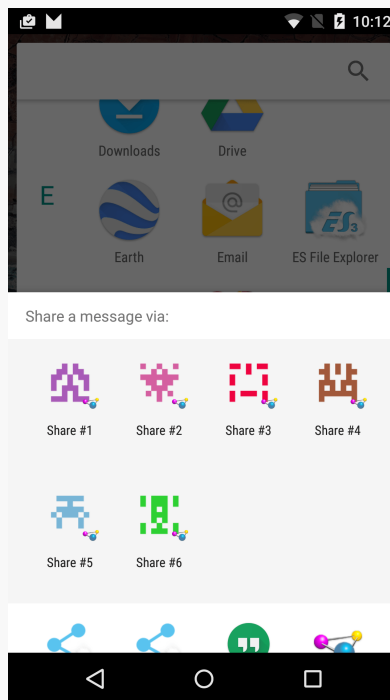 10:12
Downloads
Drive
E
Earth
Email
ES File Explorer
Share a message via:
Share #1
Share #2
Share #3
Share #4
Share #5
Share #6